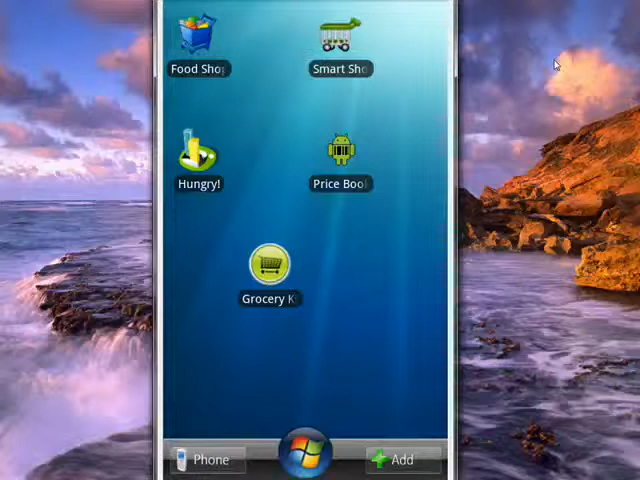 Food Sho
Smart Sho
Hungry!
Price Boo
Grocery K
Phone
Add